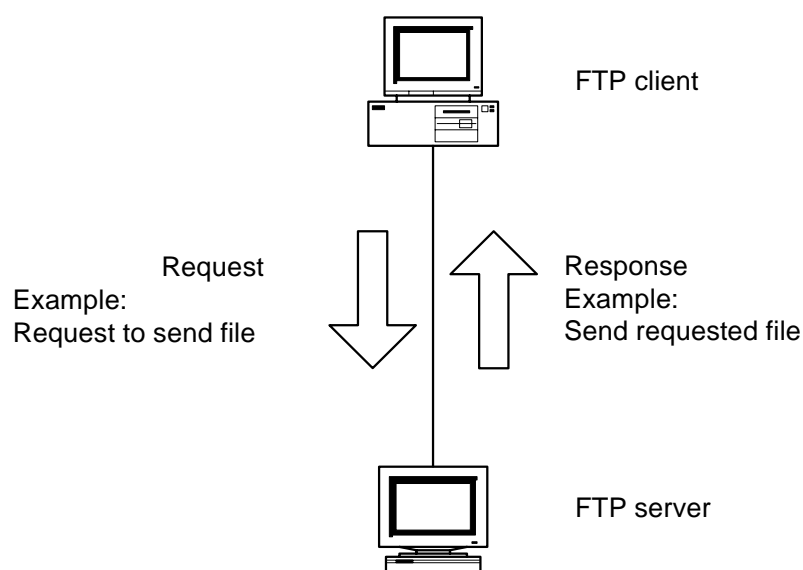 FTP client
Request
Example:
Request to send file
Response
Example:
Send requested file
FTP server